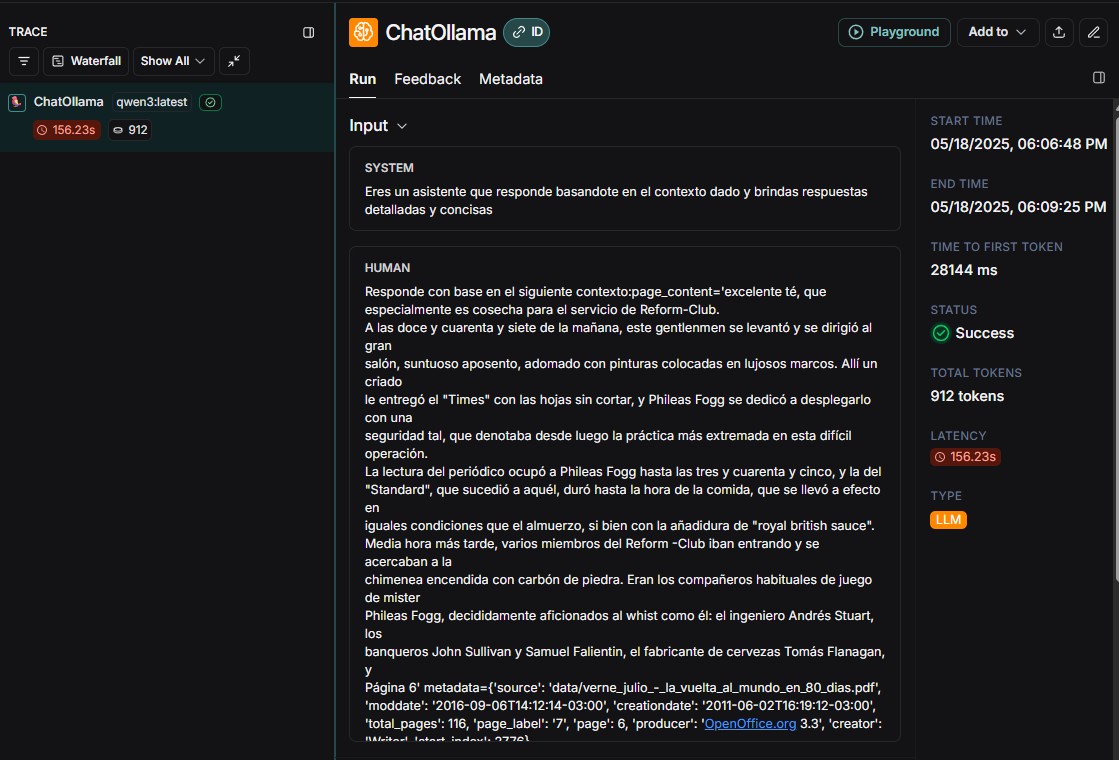 TRACE
Waterfall
Show All
ChatOllama qwen3:latest
156.23s 912
ChatOllama ID
Playground
Add to
Run Feedback Metadata
Input
SYSTEM
Eres un asistente que responde basandote en el contexto dado y brindas respuestas
detalladas y concisas
HUMAN
Responde con base en el siguiente contexto:page_content='excelente té, que
especialmente es cosecha para el servicio de Reform-Club.
A las doce y cuarenta y siete de la mañana, este gentlenmen se levantó y se dirigió al
gran
salón, suntuoso aposento, adomado con pinturas colocadas en lujosos marcos. Allí un
criado
le entregó el "Times" con las hojas sin cortar, y Phileas Fogg se dedicó a desplegarlo
con una
seguridad tal, que denotaba desde luego la práctica más extremada en esta difícil
operación.
La lectura del periódico ocupó a Phileas Fogg hasta las tres y cuarenta y cinco, y la del
"Standard", que sucedió a aquél, duró hasta la hora de la comida, que se llevó a efecto
en
iguales condiciones que el almuerzo, si bien con la añadidura de "royal british sauce".
Media hora más tarde, varios miembros del Reform -Club iban entrando y se
acercaban a la
chimenea encendida con carbón de piedra. Eran los compañeros habituales de juego
de mister
Phileas Fogg, decididamente aficionados al whist como él: el ingeniero Andrés Stuart,
los
banqueros John Sullivan y Samuel Falientin, el fabricante de cervezas Tomás Flanagan,
y
Página 6' metadata={'source': 'data/verne_julio_-_la_vuelta_al_mundo_en_80_dias.pdf',
'moddate': '2016-09-06T14:12:14-03:00', 'creationdate': '2011-06-02T16:19:12-03:00',
'total_pages': 116, 'page_label': '7', 'page': 6, 'producer': 'OpenOffice.org 3.3', 'creator':
'Writer', 'start_index': 2776}
START TIME
05/18/2025, 06:06:48 PM
END TIME
05/18/2025, 06:09:25 PM
TIME TO FIRST TOKEN
28144 ms
STATUS
Success
TOTAL TOKENS
912 tokens
LATENCY
156.23s
TYPE
LLM